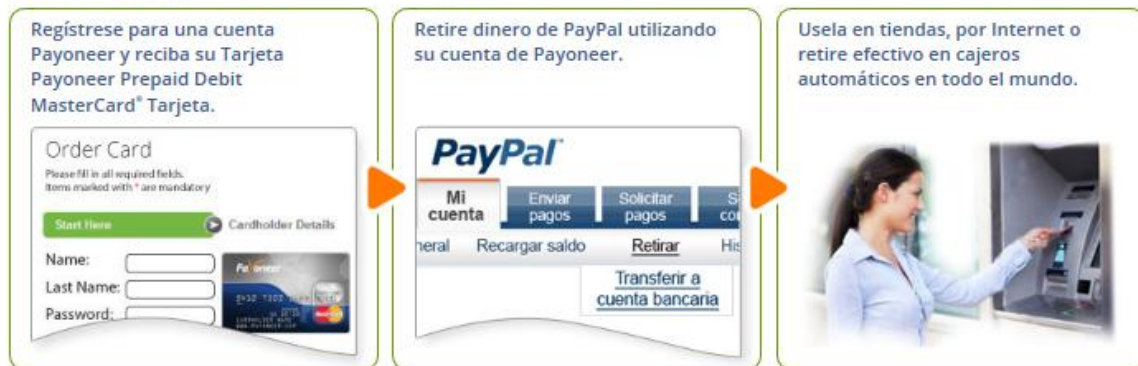 Regístrese para una cuenta
Payoneer y reciba su Tarjeta
Payoneer Prepaid Debit
MasterCard® Tarjeta.
Order Card
Please fill in all required fields.
Items marked with * are mandatory
Start Here
Cardholder Details
Name:
Last Name:
Password:
Payoneer
Retire dinero de PayPal utilizando
su cuenta de Payoneer.
PayPal
Mi
cuenta
Enviar
pagos
Solicitar
pagos
neral Recargar saldo Retirar His
Transferir a
cuenta bancaria
Usela en tiendas, por Internet o
retire efectivo en cajeros
automáticos en todo el mundo.